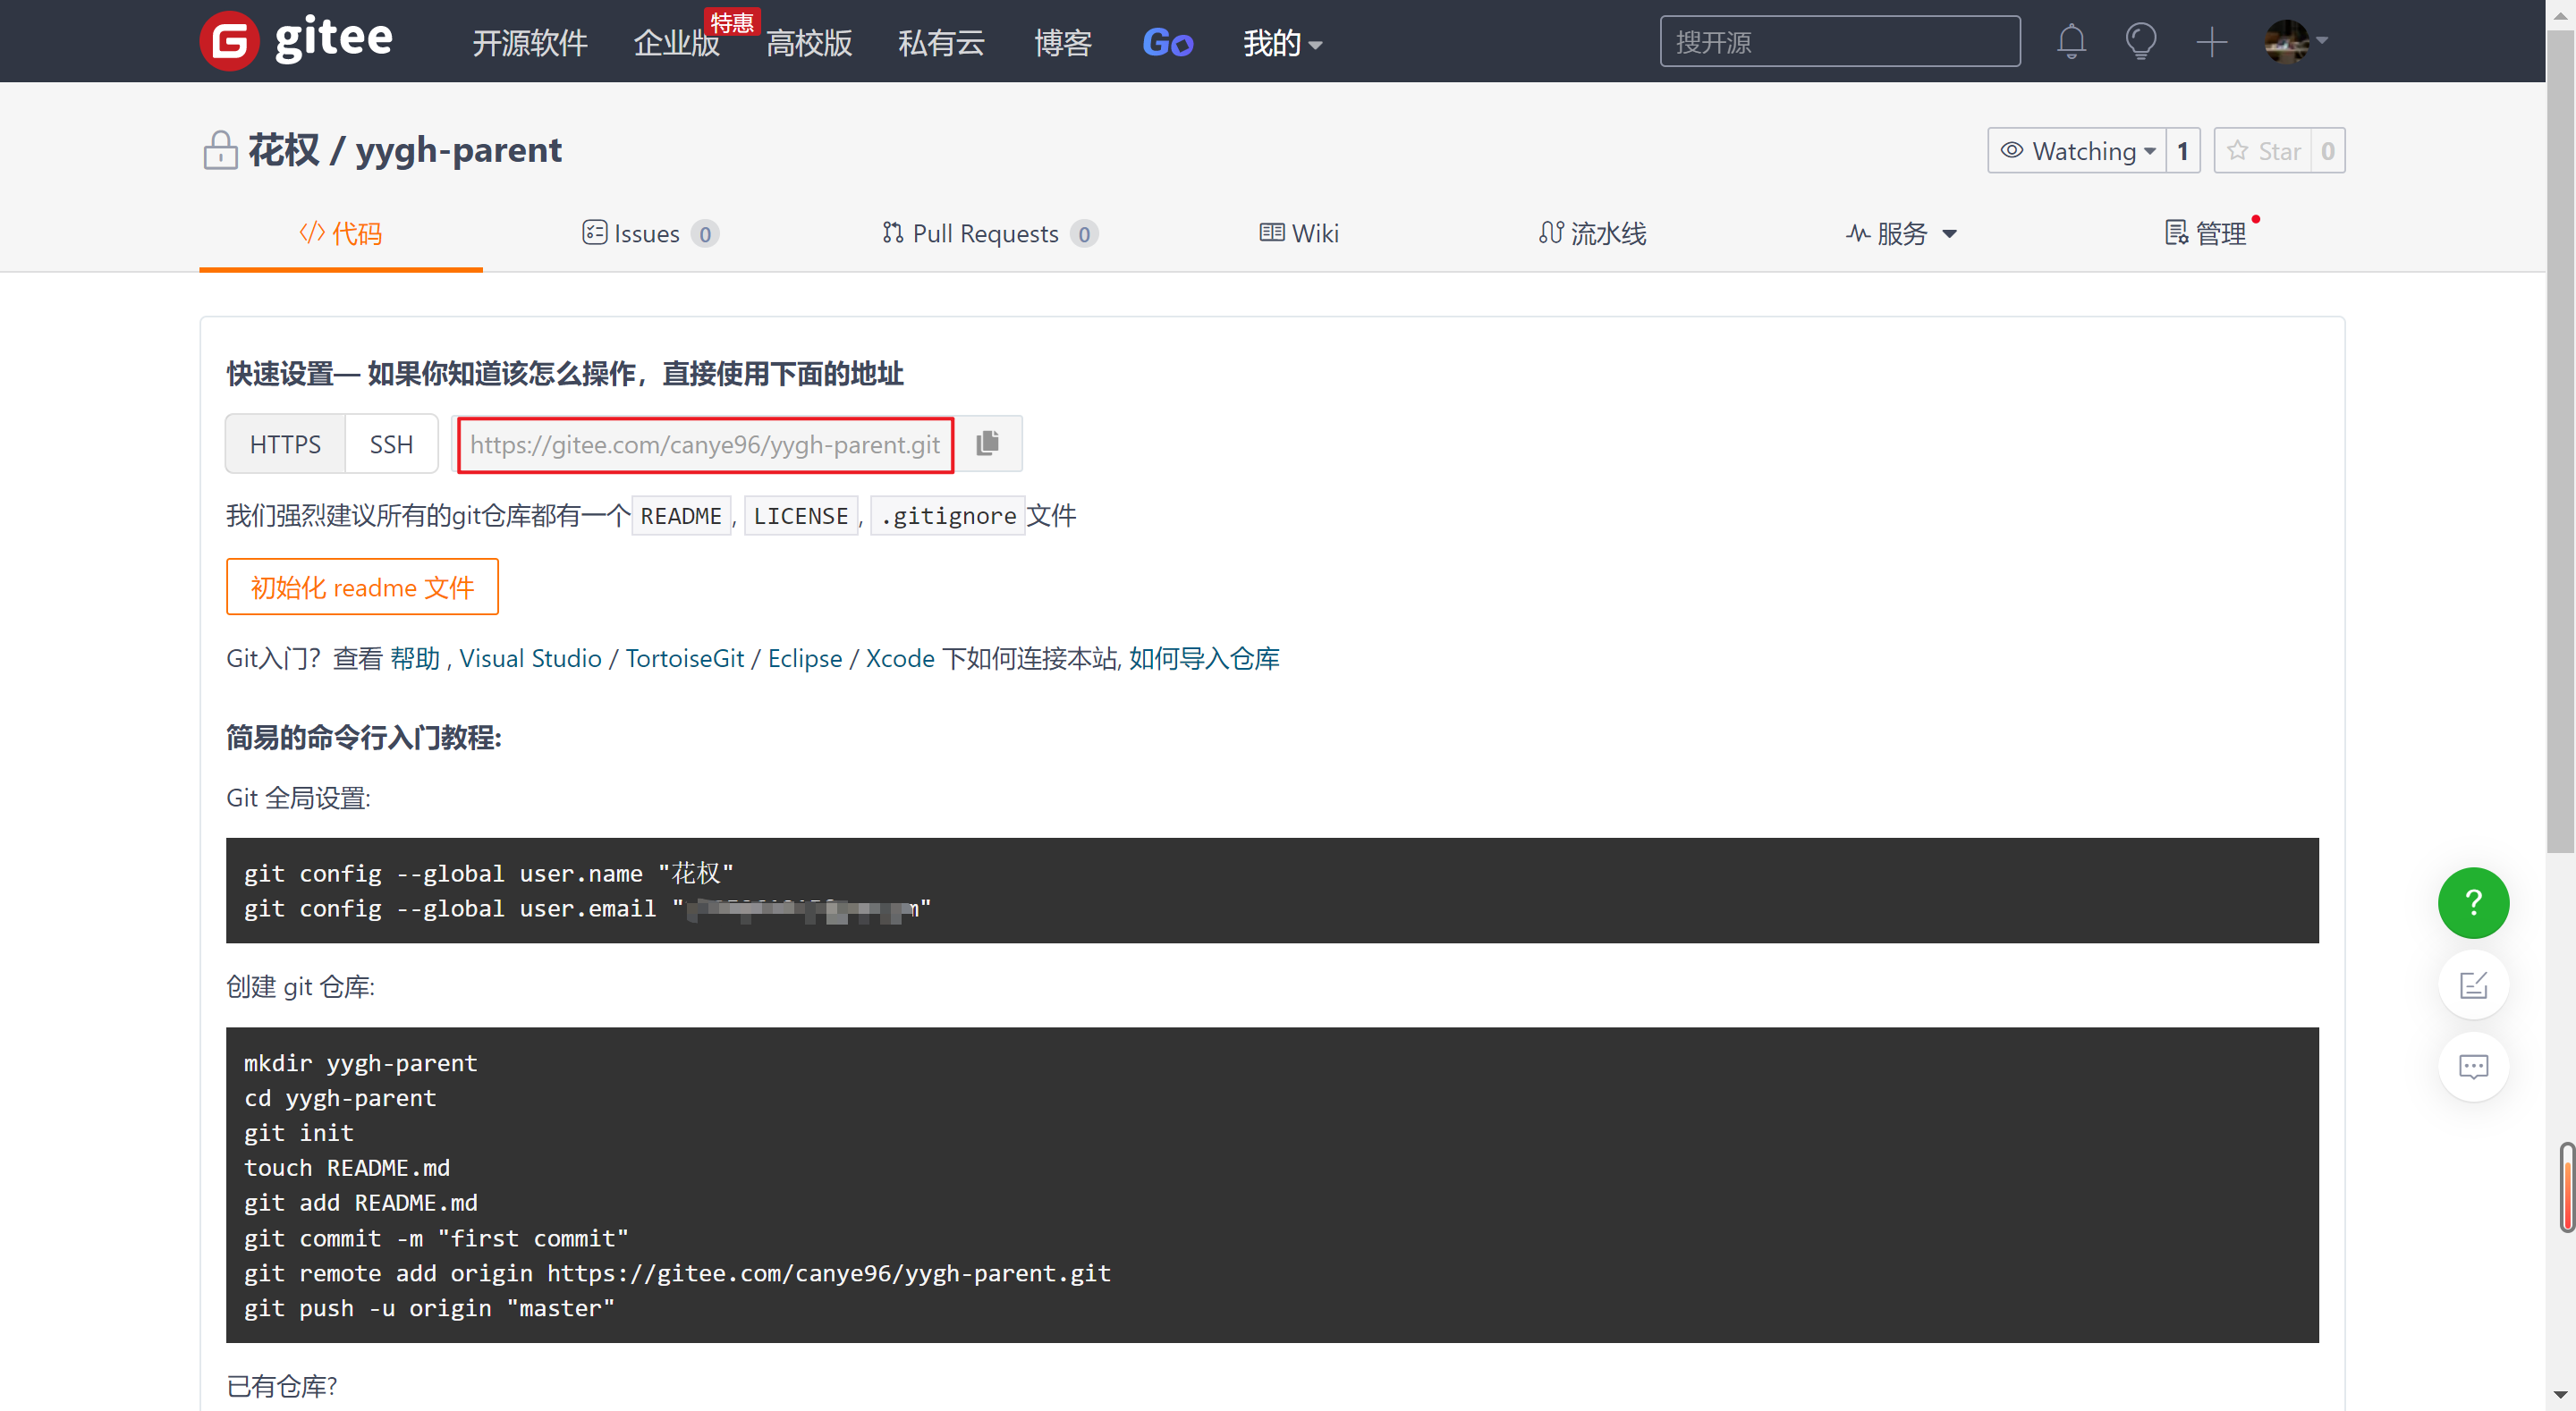 gitee 开源软件 企业版 特惠 高校版 私有云 博客 Go 我的 搜开源
花权 / yygh-parent Watching 1 Star 0
</> 代码 Issues 0 Pull Requests 0 Wiki 流水线 服务 管理
快速设置— 如果你知道该怎么操作，直接使用下面的地址
HTTPS SSH https://gitee.com/canye96/yygh-parent.git
我们强烈建议所有的git仓库都有一个 README , LICENSE , .gitignore 文件
初始化 readme 文件
Git入门？查看 帮助 , Visual Studio / TortoiseGit / Eclipse / Xcode 下如何连接本站, 如何导入仓库
简易的命令行入门教程:
Git 全局设置:
git config --global user.name "花权"
git config --global user.email "
创建 git 仓库:
mkdir yygh-parent
cd yygh-parent
git init
touch README.md
git add README.md
git commit -m "first commit"
git remote add origin https://gitee.com/canye96/yygh-parent.git
git push -u origin "master"
已有仓库?